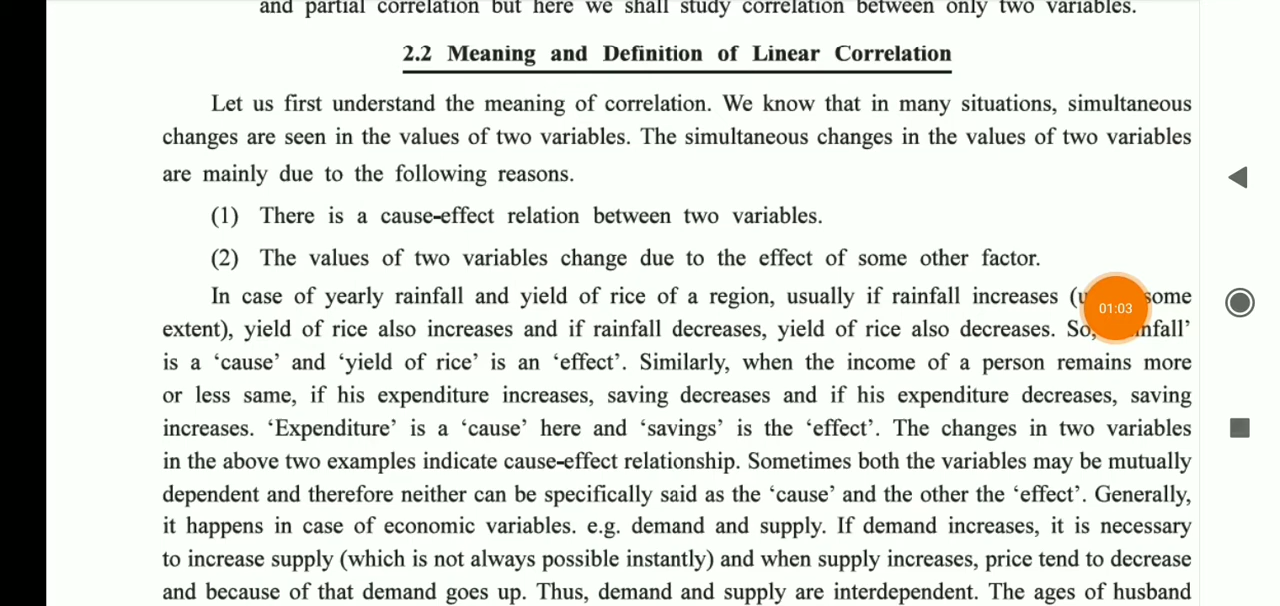 and partial correlation but here we shall study correlation between only two variables.
2.2 Meaning and Definition of Linear Correlation
Let us first understand the meaning of correlation. We know that in many situations, simultaneous
changes are seen in the values of two variables. The simultaneous changes in the values of two variables
are mainly due to the following reasons.
(1) There is a cause-effect relation between two variables.
(2) The values of two variables change due to the effect of some other factor.
In case of yearly rainfall and yield of rice of a region, usually if rainfall increases ( some
01:03
extent), yield of rice also increases and if rainfall decreases, yield of rice also decreases. So,
is a ‘cause’ and ‘yield of rice’ is an ‘effect’. Similarly, when the income of a person remains more
or less same, if his expenditure increases, saving decreases and if his expenditure decreases, saving
increases. ‘Expenditure’ is a ‘cause’ here and ‘savings’ is the ‘effect’. The changes in two variables
in the above two examples indicate cause-effect relationship. Sometimes both the variables may be mutually
dependent and therefore neither can be specifically said as the ‘cause’ and the other the ‘effect’. Generally,
it happens in case of economic variables. e.g. demand and supply. If demand increases, it is necessary
to increase supply (which is not always possible instantly) and when supply increases, price tend to decrease
and because of that demand goes up. Thus, demand and supply are interdependent. The ages of husband